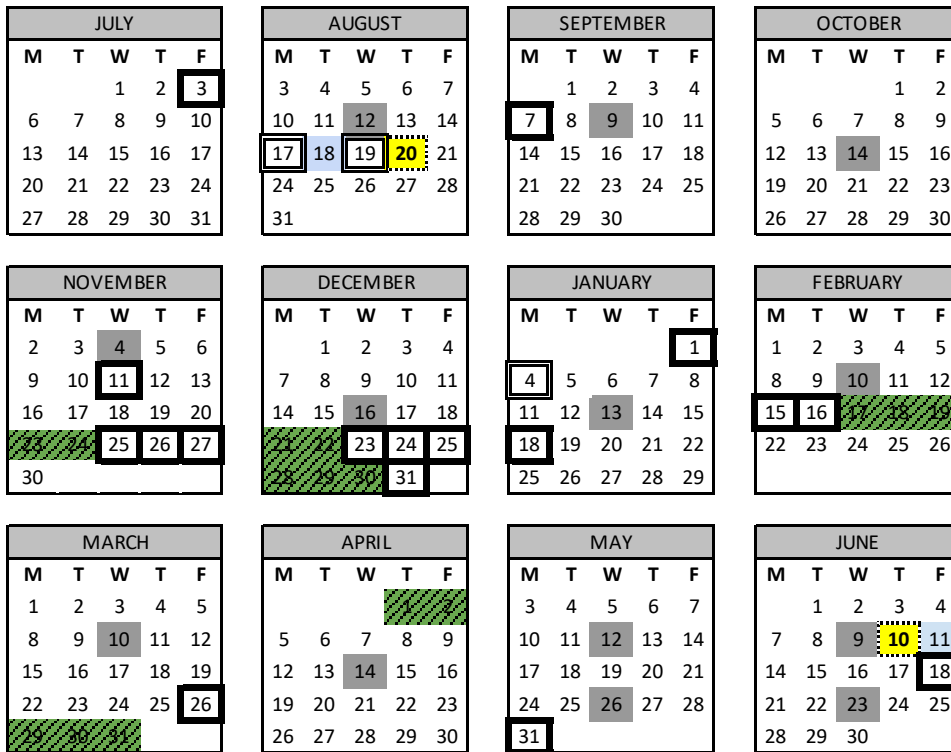 JULY
M T W T F
1 2 3
6 7 8 9 10
13 14 15 16 17
20 21 22 23 24
27 28 29 30 31
AUGUST
M T W T F
3 4 5 6 7
10 11 12 13 14
17 18 19 20 21
24 25 26 27 28
31
SEPTEMBER
M T W T F
1 2 3 4
7 8 9 10 11
14 15 16 17 18
21 22 23 24 25
28 29 30
OCTOBER
M T W T F
1 2
5 6 7 8 9
12 13 14 15 16
19 20 21 22 23
26 27 28 29 30
NOVEMBER
M T W T F
2 3 4 5 6
9 10 11 12 13
16 17 18 19 20
23 24 25 26 27
30
DECEMBER
M T W T F
1 2 3 4
7 8 9 10 11
14 15 16 17 18
21 22 23 24 25
28 29 30 31
JANUARY
M T W T F
1
4 5 6 7 8
11 12 13 14 15
18 19 20 21 22
25 26 27 28 29
FEBRUARY
M T W T F
1 2 3 4 5
8 9 10 11 12
15 16 17 18 19
22 23 24 25 26
MARCH
M T W T F
1 2 3 4 5
8 9 10 11 12
15 16 17 18 19
22 23 24 25 26
29 30 31
APRIL
M T W T F
1 2
5 6 7 8 9
12 13 14 15 16
19 20 21 22 23
26 27 28 29 30
MAY
M T W T F
3 4 5 6 7
10 11 12 13 14
17 18 19 20 21
24 25 26 27 28
31
JUNE
M T W T F
1 2 3 4
7 8 9 10 11
14 15 16 17 18
21 22 23 24 25
28 29 30